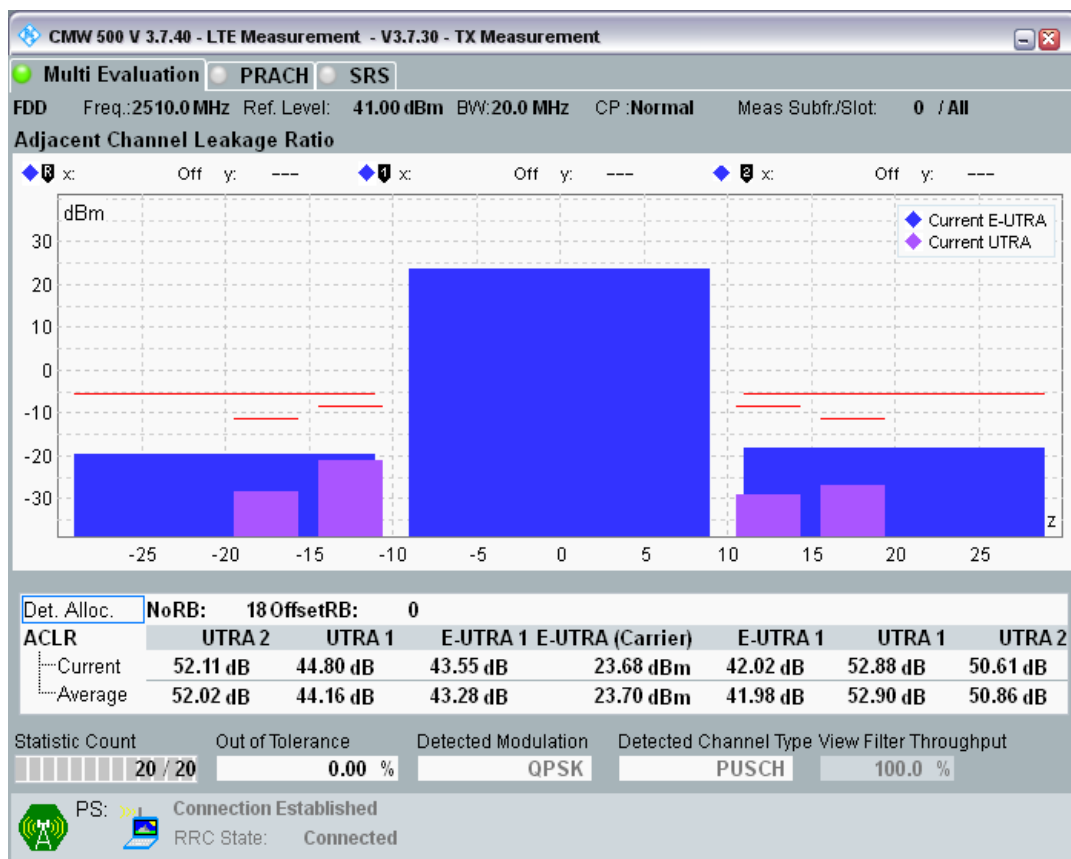 CMW 500 V 3.7.40 - LTE Measurement - V3.7.30 - TX Measurement
Multi Evaluation PRACH SRS
FDD Freq.:2510.0 MHz Ref. Level: 41.00 dBm BW:20.0 MHz CP :Normal Meas Subfr./Slot: 0 / All
Adjacent Channel Leakage Ratio
R x: Off y: --- 1 x: Off y: --- 2 x: Off y: ---
dBm
Current E-UTRA
Current UTRA
30
20
10
0
-10
-20
-30
z
-25 -20 -15 -10 -5 0 5 10 15 20 25
Det. Alloc. NoRB: 18 OffsetRB: 0
ACLR UTRA 2 UTRA 1 E-UTRA 1 E-UTRA (Carrier) E-UTRA 1 UTRA 1 UTRA 2
Current 52.11 dB 44.80 dB 43.55 dB 23.68 dBm 42.02 dB 52.88 dB 50.61 dB
Average 52.02 dB 44.16 dB 43.28 dB 23.70 dBm 41.98 dB 52.90 dB 50.86 dB
Statistic Count Out of Tolerance Detected Modulation Detected Channel Type View Filter Throughput
20 / 20 0.00 % QPSK PUSCH 100.0 %
PS: Connection Established
RRC State: Connected